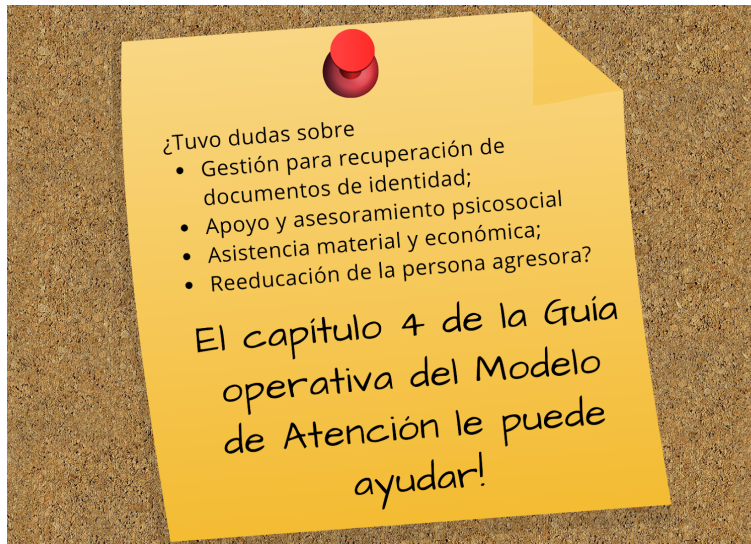 ¿Tuvo dudas sobre
• Gestión para recuperación de
documentos de identidad;
• Apoyo y asesoramiento psicosocial
• Asistencia material y económica;
• Reeducación de la persona agresora?
El capítulo 4 de la Guía
operativa del Modelo
de Atención le puede
ayudar!